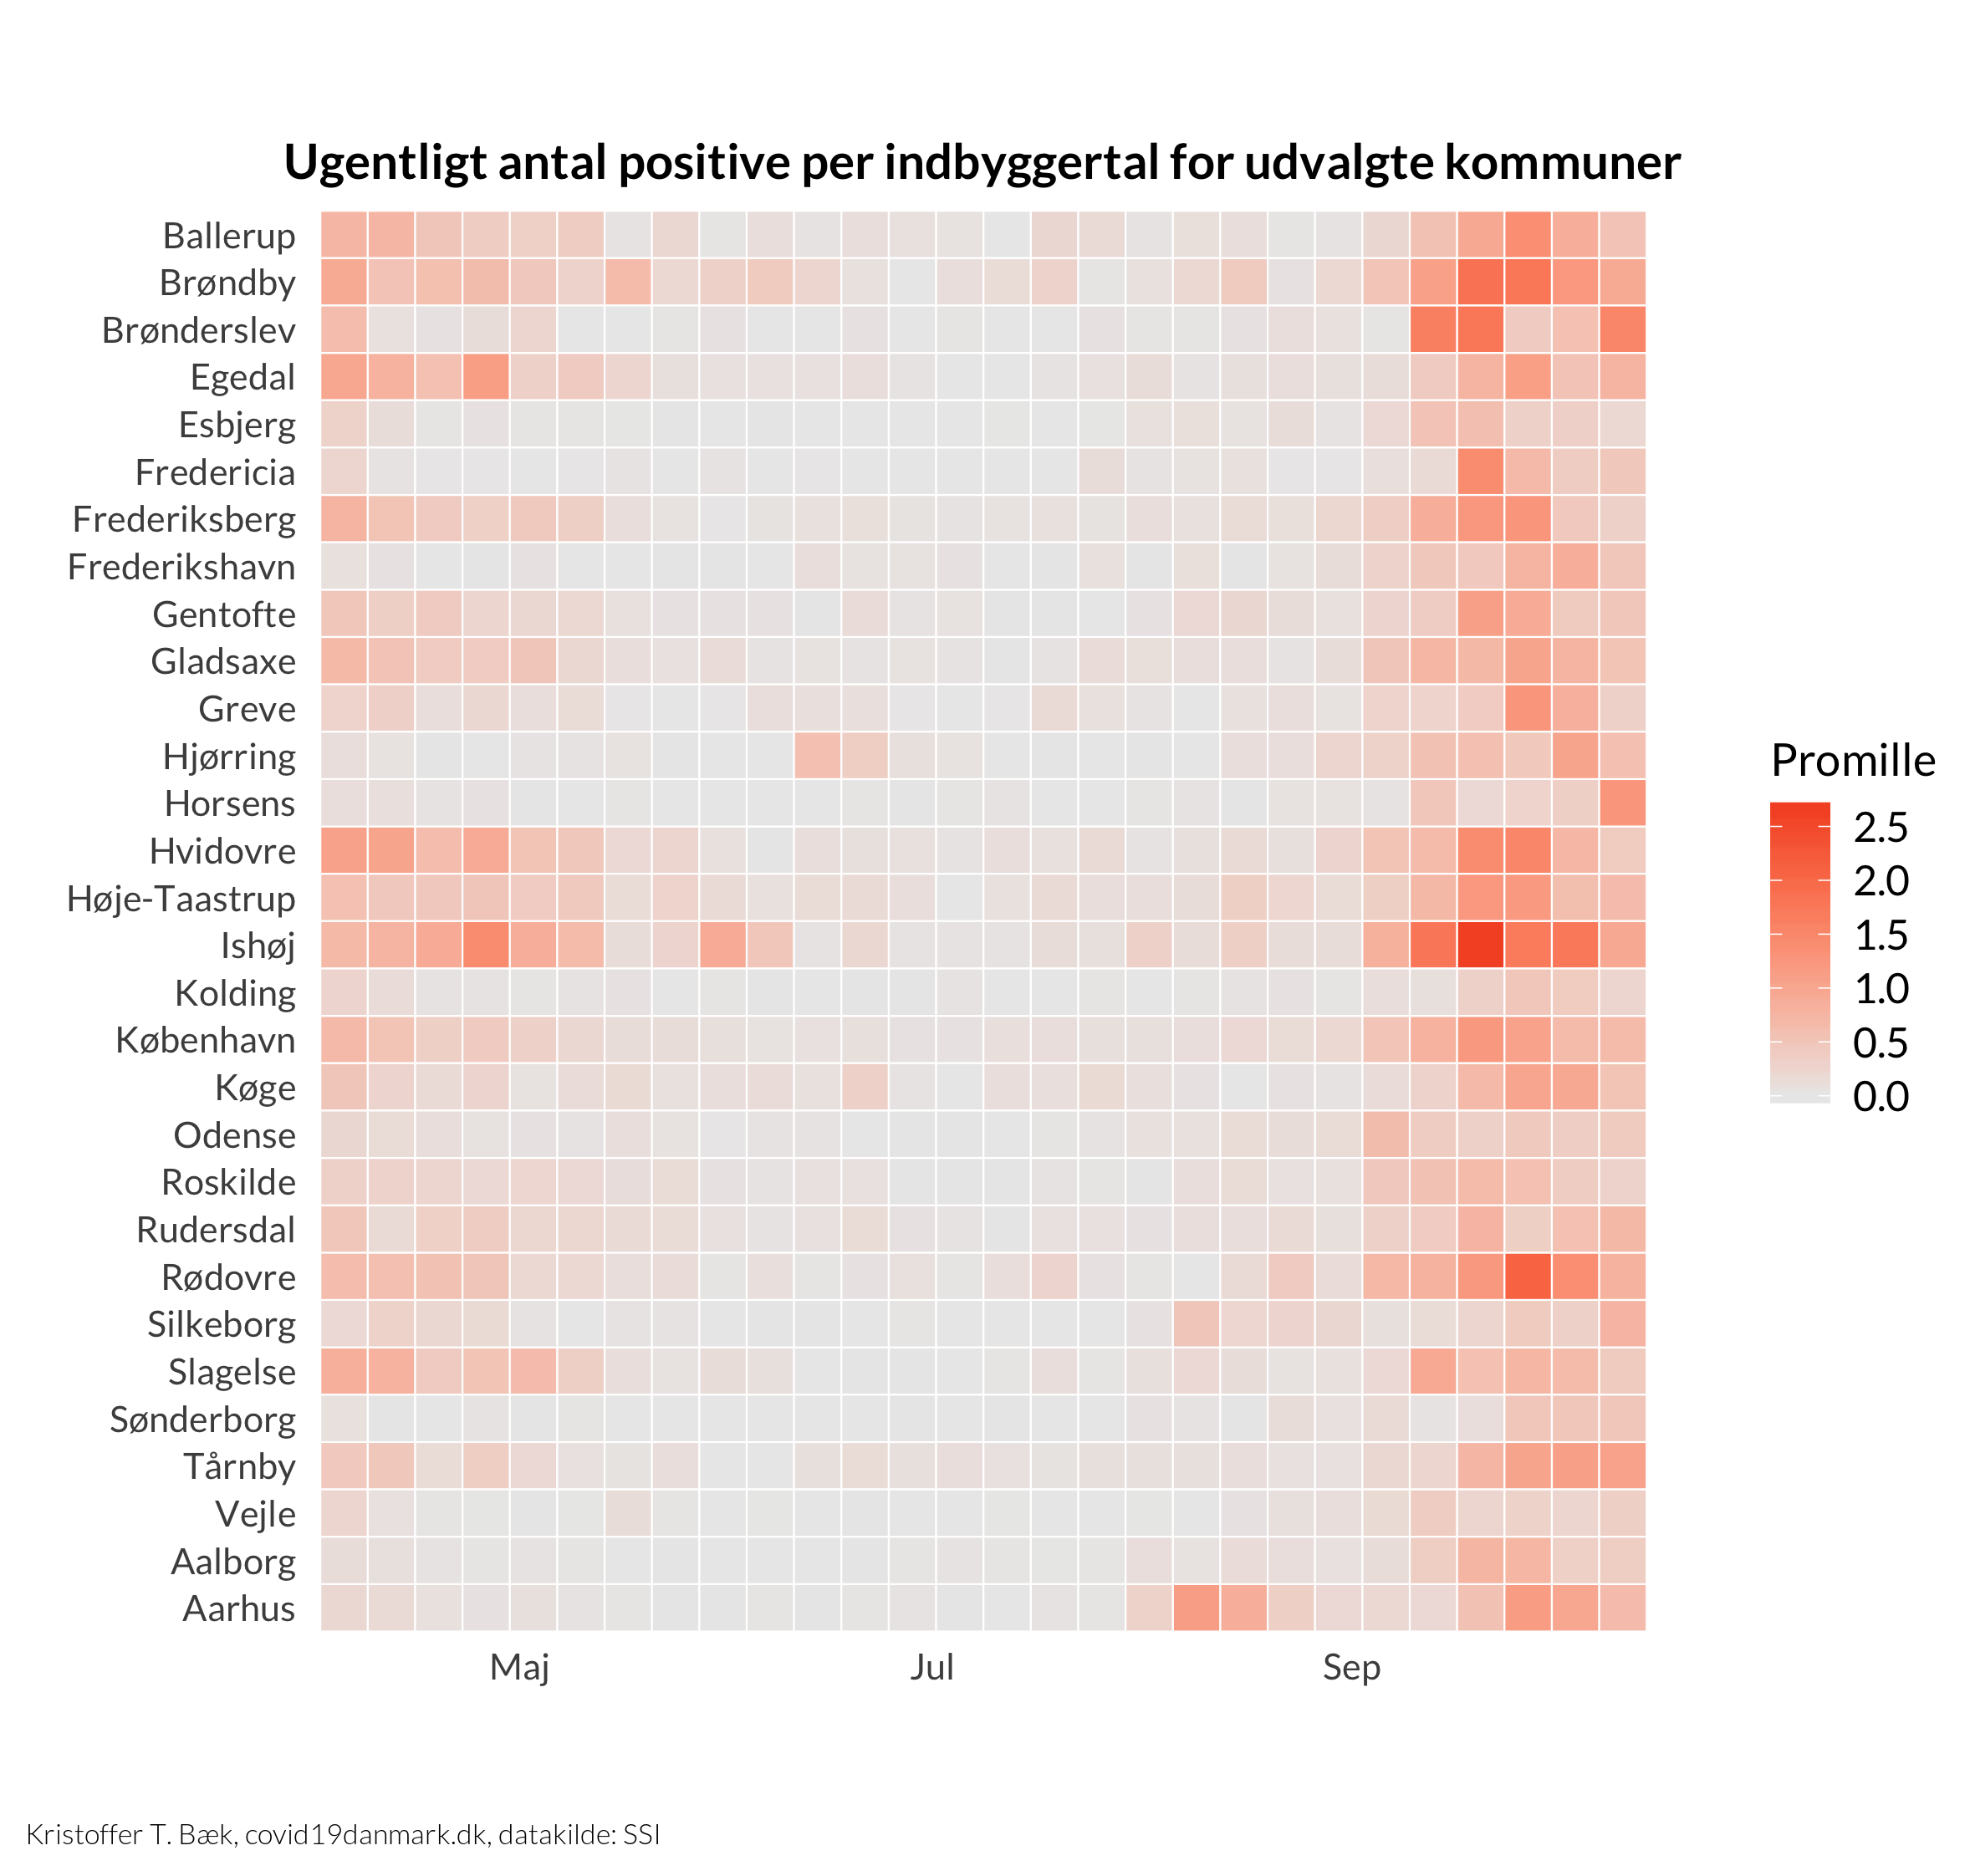 Ugentligt antal positive per indbyggertal for udvalgte kommuner
Ballerup
Brøndby
Brønderslev
Egedal
Esbjerg
Fredericia
Frederiksberg
Frederikshavn
Gentofte
Gladsaxe
Greve
Hjørring
Horsens
Hvidovre
Høje-Taastrup
Ishøj
Kolding
København
Køge
Odense
Roskilde
Rudersdal
Rødovre
Silkeborg
Slagelse
Sønderborg
Tårnby
Vejle
Aalborg
Aarhus
Maj Jul Sep
Promille
2.5
2.0
1.5
1.0
0.5
0.0
Kristoffer T. Bæk, covid19danmark.dk, datakilde: SSI